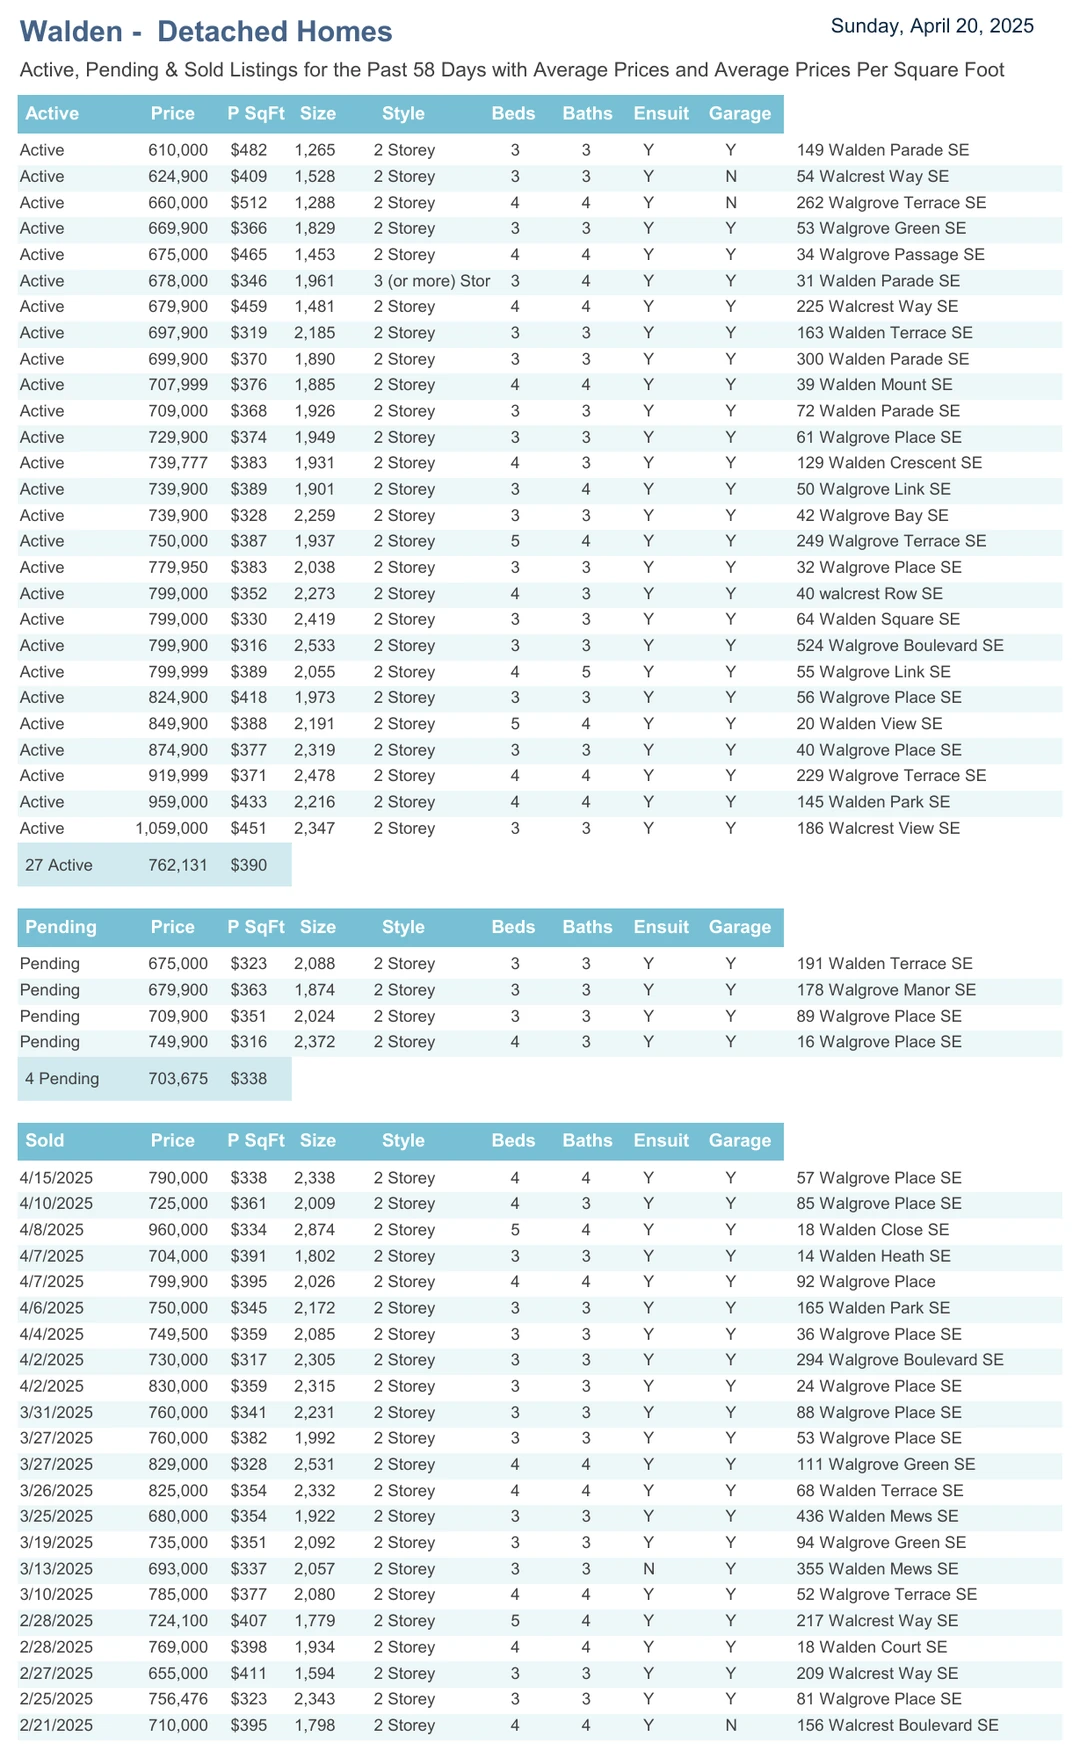 Walden - Detached Homes Sunday, April 20, 2025
Active, Pending & Sold Listings for the Past 58 Days with Average Prices and Average Prices Per Square Foot
Active Price P SqFt Size Style Beds Baths Ensuit Garage
Active 610,000 $482 1,265 2 Storey 3 3 Y Y 149 Walden Parade SE
Active 624,900 $409 1,528 2 Storey 3 3 Y N 54 Walcrest Way SE
Active 660,000 $512 1,288 2 Storey 4 4 Y N 262 Walgrove Terrace SE
Active 669,900 $366 1,829 2 Storey 3 3 Y Y 53 Walgrove Green SE
Active 675,000 $465 1,453 2 Storey 4 4 Y Y 34 Walgrove Passage SE
Active 678,000 $346 1,961 3 (or more) Stor 3 4 Y Y 31 Walden Parade SE
Active 679,900 $459 1,481 2 Storey 4 4 Y Y 225 Walcrest Way SE
Active 697,900 $319 2,185 2 Storey 3 3 Y Y 163 Walden Terrace SE
Active 699,900 $370 1,890 2 Storey 3 3 Y Y 300 Walden Parade SE
Active 707,999 $376 1,885 2 Storey 4 4 Y Y 39 Walden Mount SE
Active 709,000 $368 1,926 2 Storey 3 3 Y Y 72 Walden Parade SE
Active 729,900 $374 1,949 2 Storey 3 3 Y Y 61 Walgrove Place SE
Active 739,777 $383 1,931 2 Storey 4 3 Y Y 129 Walden Crescent SE
Active 739,900 $389 1,901 2 Storey 3 4 Y Y 50 Walgrove Link SE
Active 739,900 $328 2,259 2 Storey 3 3 Y Y 42 Walgrove Bay SE
Active 750,000 $387 1,937 2 Storey 5 4 Y Y 249 Walgrove Terrace SE
Active 779,950 $383 2,038 2 Storey 3 3 Y Y 32 Walgrove Place SE
Active 799,000 $352 2,273 2 Storey 4 3 Y Y 40 walcrest Row SE
Active 799,000 $330 2,419 2 Storey 3 3 Y Y 64 Walden Square SE
Active 799,900 $316 2,533 2 Storey 3 3 Y Y 524 Walgrove Boulevard SE
Active 799,999 $389 2,055 2 Storey 4 5 Y Y 55 Walgrove Link SE
Active 824,900 $418 1,973 2 Storey 3 3 Y Y 56 Walgrove Place SE
Active 849,900 $388 2,191 2 Storey 5 4 Y Y 20 Walden View SE
Active 874,900 $377 2,319 2 Storey 3 3 Y Y 40 Walgrove Place SE
Active 919,999 $371 2,478 2 Storey 4 4 Y Y 229 Walgrove Terrace SE
Active 959,000 $433 2,216 2 Storey 4 4 Y Y 145 Walden Park SE
Active 1,059,000 $451 2,347 2 Storey 3 3 Y Y 186 Walcrest View SE
27 Active 762,131 $390
Pending Price P SqFt Size Style Beds Baths Ensuit Garage
Pending 675,000 $323 2,088 2 Storey 3 3 Y Y 191 Walden Terrace SE
Pending 679,900 $363 1,874 2 Storey 3 3 Y Y 178 Walgrove Manor SE
Pending 709,900 $351 2,024 2 Storey 3 3 Y Y 89 Walgrove Place SE
Pending 749,900 $316 2,372 2 Storey 4 3 Y Y 16 Walgrove Place SE
4 Pending 703,675 $338
Sold Price P SqFt Size Style Beds Baths Ensuit Garage
4/15/2025 790,000 $338 2,338 2 Storey 4 4 Y Y 57 Walgrove Place SE
4/10/2025 725,000 $361 2,009 2 Storey 4 3 Y Y 85 Walgrove Place SE
4/8/2025 960,000 $334 2,874 2 Storey 5 4 Y Y 18 Walden Close SE
4/7/2025 704,000 $391 1,802 2 Storey 3 3 Y Y 14 Walden Heath SE
4/7/2025 799,900 $395 2,026 2 Storey 4 4 Y Y 92 Walgrove Place
4/6/2025 750,000 $345 2,172 2 Storey 3 3 Y Y 165 Walden Park SE
4/4/2025 749,500 $359 2,085 2 Storey 3 3 Y Y 36 Walgrove Place SE
4/2/2025 730,000 $317 2,305 2 Storey 3 3 Y Y 294 Walgrove Boulevard SE
4/2/2025 830,000 $359 2,315 2 Storey 3 3 Y Y 24 Walgrove Place SE
3/31/2025 760,000 $341 2,231 2 Storey 3 3 Y Y 88 Walgrove Place SE
3/27/2025 760,000 $382 1,992 2 Storey 3 3 Y Y 53 Walgrove Place SE
3/27/2025 829,000 $328 2,531 2 Storey 4 4 Y Y 111 Walgrove Green SE
3/26/2025 825,000 $354 2,332 2 Storey 4 4 Y Y 68 Walden Terrace SE
3/25/2025 680,000 $354 1,922 2 Storey 3 3 Y Y 436 Walden Mews SE
3/19/2025 735,000 $351 2,092 2 Storey 3 3 Y Y 94 Walgrove Green SE
3/13/2025 693,000 $337 2,057 2 Storey 3 3 N Y 355 Walden Mews SE
3/10/2025 785,000 $377 2,080 2 Storey 4 4 Y Y 52 Walgrove Terrace SE
2/28/2025 724,100 $407 1,779 2 Storey 5 4 Y Y 217 Walcrest Way SE
2/28/2025 769,000 $398 1,934 2 Storey 4 4 Y Y 18 Walden Court SE
2/27/2025 655,000 $411 1,594 2 Storey 3 3 Y Y 209 Walcrest Way SE
2/25/2025 756,476 $323 2,343 2 Storey 3 3 Y Y 81 Walgrove Place SE
2/21/2025 710,000 $395 1,798 2 Storey 4 4 Y N 156 Walcrest Boulevard SE